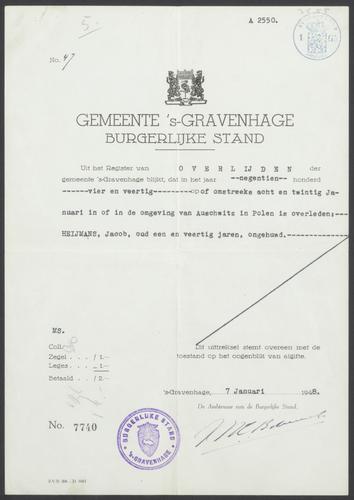 5.
A 2550.
No. 47
GEMEENTE 's-GRAVENHAGE
BURGERLIJKE STAND
Uit het Register van OVERLIJDEN der
gemeente 's-Gravenhage blijkt, dat in het jaar --negentien-- honderd
------vier en veertig---------op of omstreeks acht en twintig Ja-
nuari in of in de omgeving van Auschwitz in Polen is overleden:--
HEIJMANS, Jacob, oud een en veertig jaren, ongehuwd.------
MS.
Coll.
Zegel . . / 1.—
Leges . . . — 1.—
Betaald . / 2.—
Dit uittreksel stemt overeen met de
toestand op het oogenblik van afgifte.
's-Gravenhage, 7 Januari 1948.
De Ambtenaar van de Burgerlijke Stand,
No. 7740
BURGERLIJKE STAND
's-GRAVENHAGE